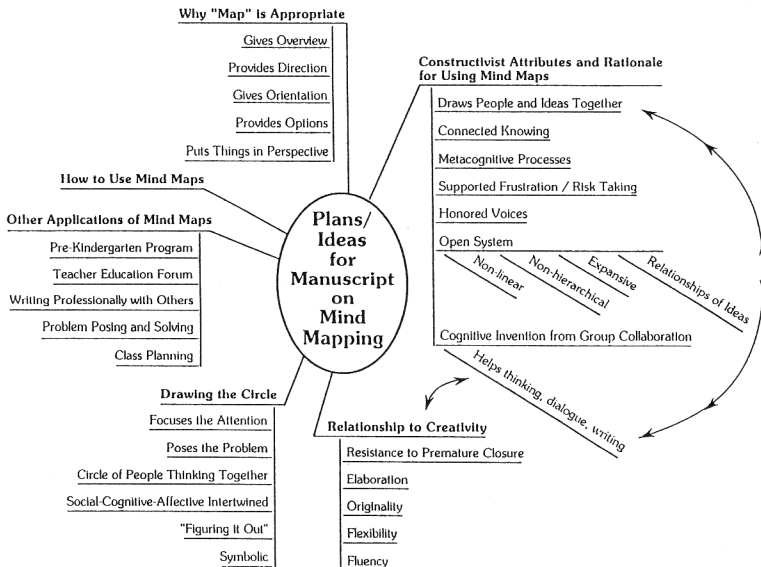 Why "Map" is Appropriate
Gives Overview
Provides Direction
Gives Orientation
Provides Options
Puts Things in Perspective
How to Use Mind Maps
Other Applications of Mind Maps
Pre-Kindergarten Program
Teacher Education Forum
Writing Professionally with Others
Problem Posing and Solving
Class Planning
Plans/
Ideas
for
Manuscript
on
Mind
Mapping
Constructivist Attributes and Rationale
for Using Mind Maps
Draws People and Ideas Together
Connected Knowing
Metacognitive Processes
Supported Frustration / Risk Taking
Honored Voices
Open System
Non-linear
Non-hierarchical
Expansive
Relationships of Ideas
Cognitive Invention from Group Collaboration
Helps thinking, dialogue, writing
Drawing the Circle
Focuses the Attention
Poses the Problem
Circle of People Thinking Together
Social-Cognitive-Affective Intertwined
"Figuring it Out"
Symbolic
Relationship to Creativity
Resistance to Premature Closure
Elaboration
Originality
Flexibility
Fluency